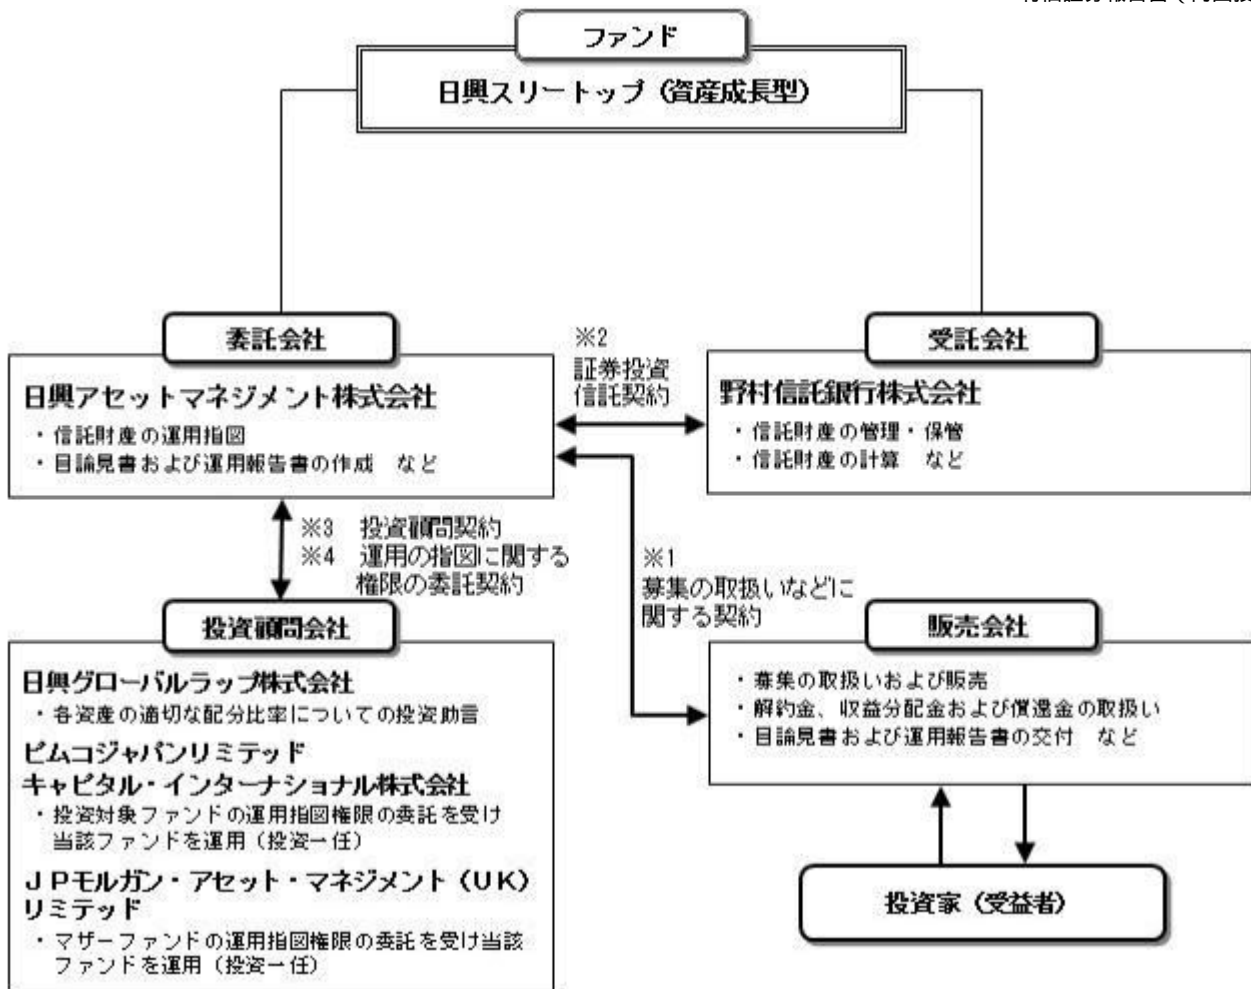 ファンド
日興スリートップ（資産成長型）
委託会社
日興アセットマネジメント株式会社
・信託財産の運用指図
・目論見書および運用報告書の作成　など
※2
証券投資
信託契約
受託会社
野村信託銀行株式会社
・信託財産の管理・保管
・信託財産の計算　など
※3　投資顧問契約
※4　運用の指図に関する
権限の委託契約
※1
募集の取扱いなどに
関する契約
投資顧問会社
日興グローバルラップ株式会社
・各資産の適切な配分比率についての投資助言
ピムコジャパンリミテッド
キャピタル・インターナショナル株式会社
・投資対象ファンドの運用指図権限の委託を受け
当該ファンドを運用（投資一任）
ＪＰモルガン・アセット・マネジメント（UK）
リミテッド
・マザーファンドの運用指図権限の委託を受け当該
ファンドを運用（投資一任）
販売会社
・募集の取扱いおよび販売
・解約金、収益分配金および償還金の取扱い
・目論見書および運用報告書の交付　など
投資家（受益者）